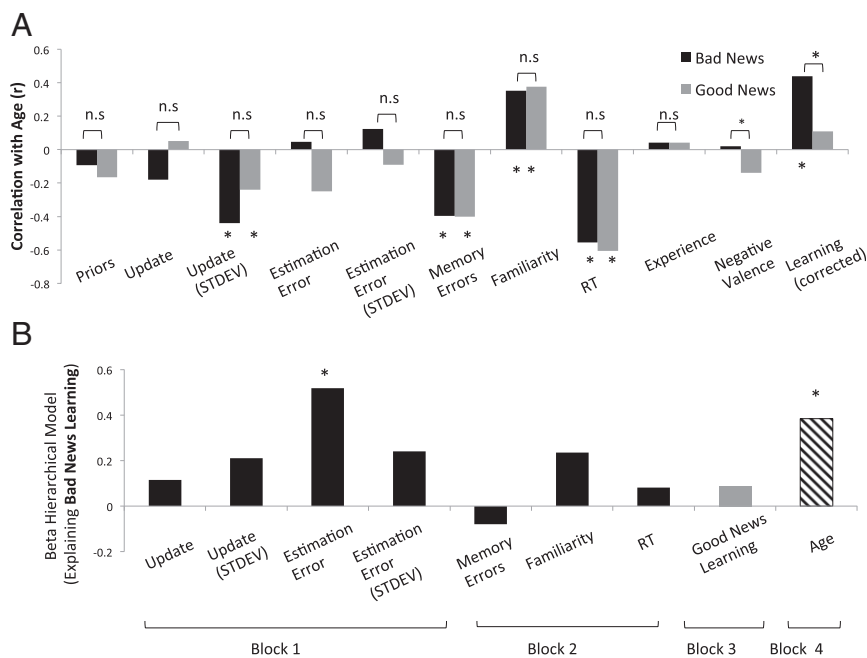 A
Correlation with Age (r)
0.6
0.4
0.2
0
-0.2
-0.4
-0.6
-0.8
Bad News
Good News
n.s
n.s
n.s
n.s
n.s
n.s
n.s
n.s
n.s
*
*
* *
* *
* *
* *
*
Priors
Update
Update
(STDEV)
Estimation
Error
Estimation
Error
(STDEV)
Memory
Errors
Familiarity
RT
Experience
Negative
Valence
Learning
(corrected)
B
Beta Hierarchical Model
(Explaining Bad News Learning)
0.6
0.4
0.2
0
-0.2
*
*
Update
Update
(STDEV)
Estimation
Error
Estimation
Error
(STDEV)
Memory
Errors
Familiarity
RT
Good News
Learning
Age
Block 1
Block 2
Block 3
Block 4